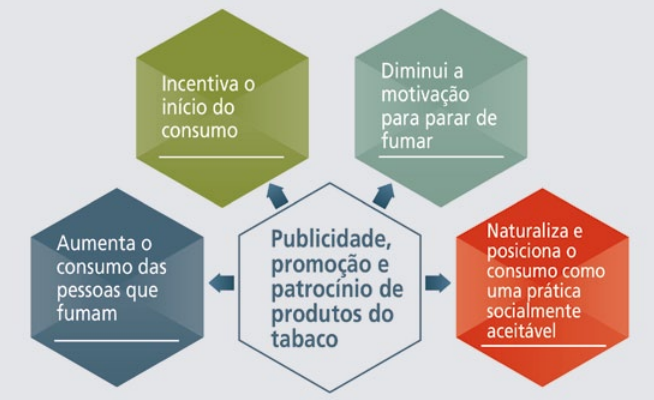 Incentiva o
início do
consumo
Diminui a
motivação
para parar de
fumar
Aumenta o
consumo das
pessoas que
fumam
Publicidade,
promoção e
patrocínio de
produtos do
tabaco
Naturaliza e
posiciona o
consumo como
uma prática
socialmente
aceitável